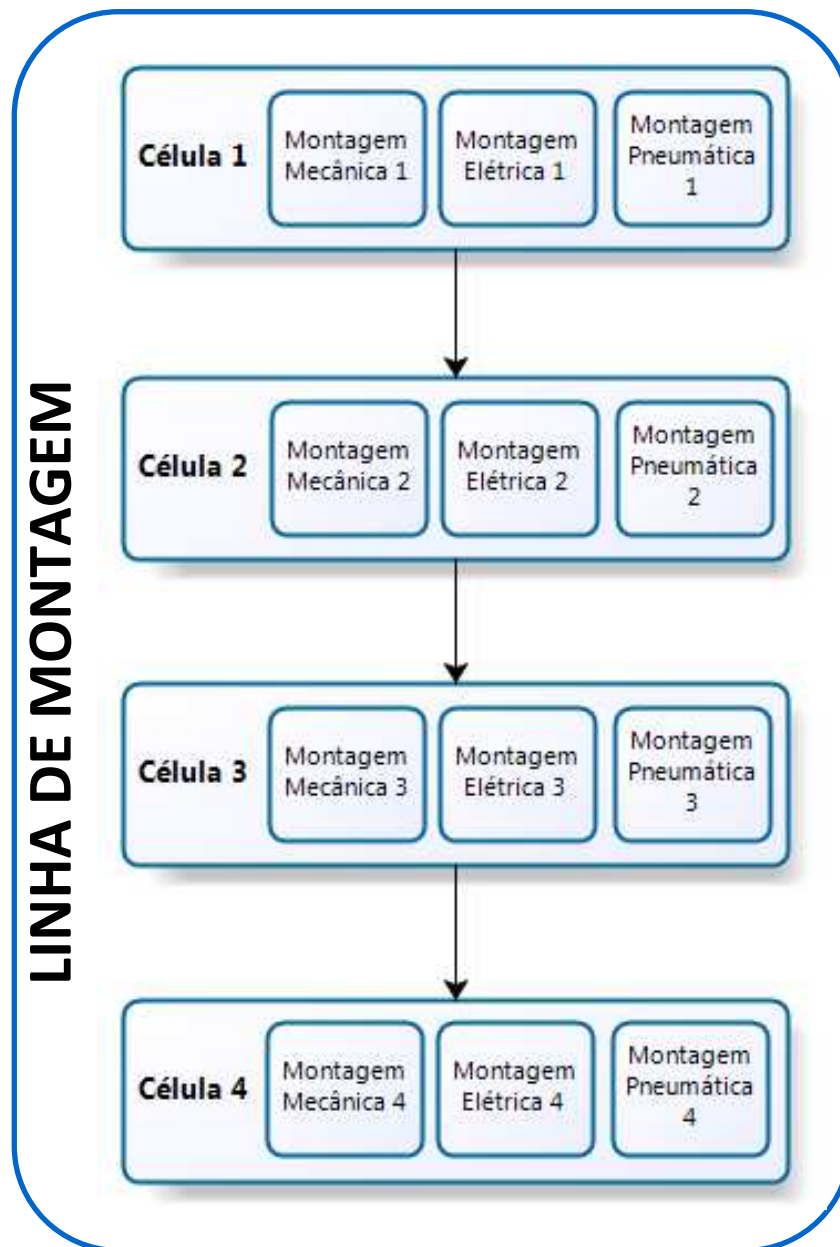 LINHA DE MONTAGEM
Célula 1
Montagem
Mecânica 1
Montagem
Elétrica 1
Montagem
Pneumática
1
Célula 2
Montagem
Mecânica 2
Montagem
Elétrica 2
Montagem
Pneumática
2
Célula 3
Montagem
Mecânica 3
Montagem
Elétrica 3
Montagem
Pneumática
3
Célula 4
Montagem
Mecânica 4
Montagem
Elétrica 4
Montagem
Pneumática
4